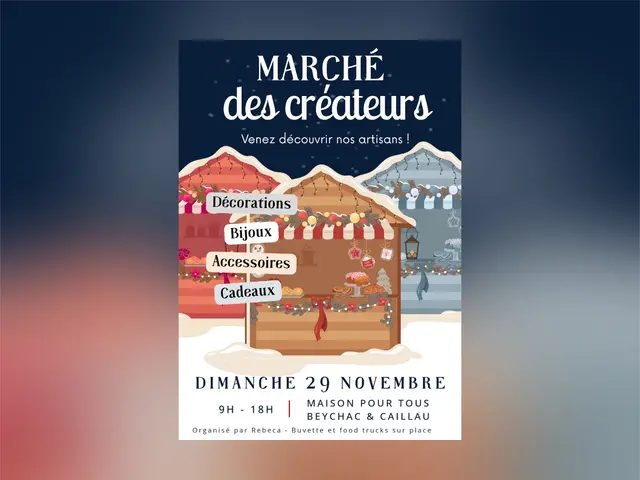 MARCHÉ
des créateurs
Venez découvrir nos artisans !
Décorations
Bijoux
Accessoires
Cadeaux
DIMANCHE 29 NOVEMBRE
9H - 18H
MAISON POUR TOUS
BEYCHAC & CAILLAU
Organisé par Rebeca - Buvette et food trucks sur place